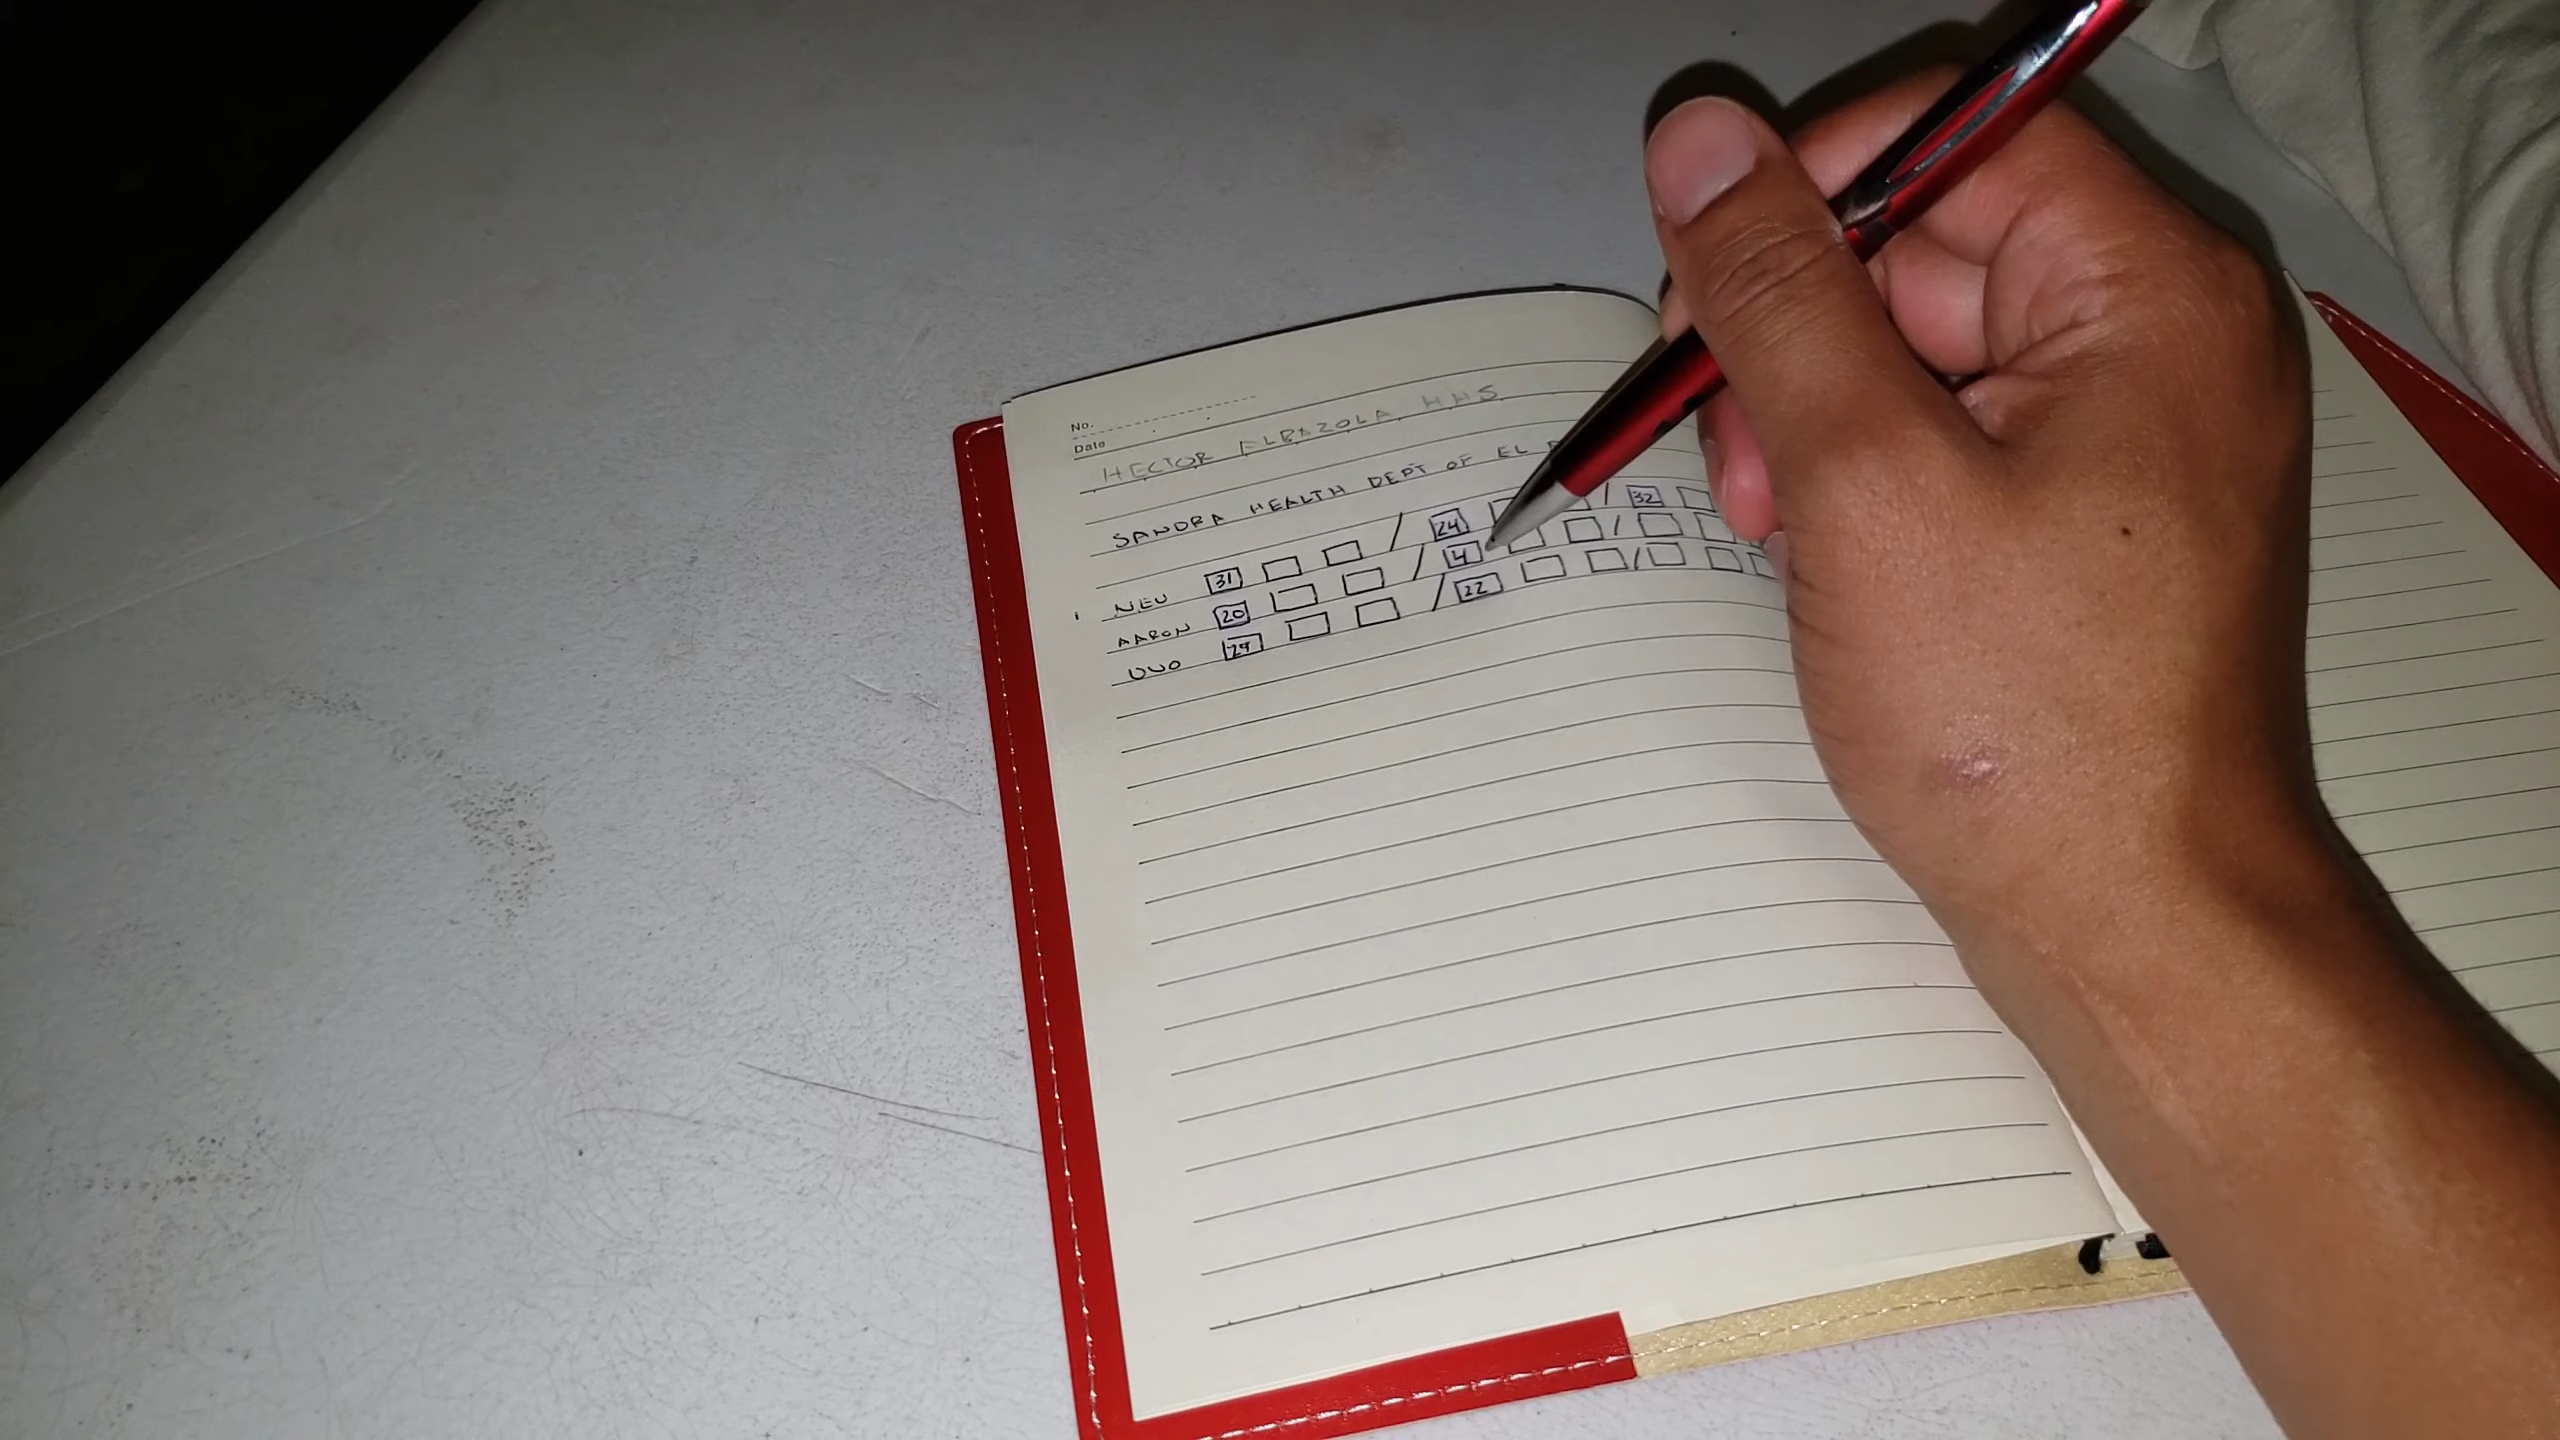 No.
Date
HECTOR ELBAZOLA HHS
SANDRA HEALTH DEPT OF EL
NEU 31 / 24 / 32
AARON 20 / 4 /
UUO 29 / 22 /